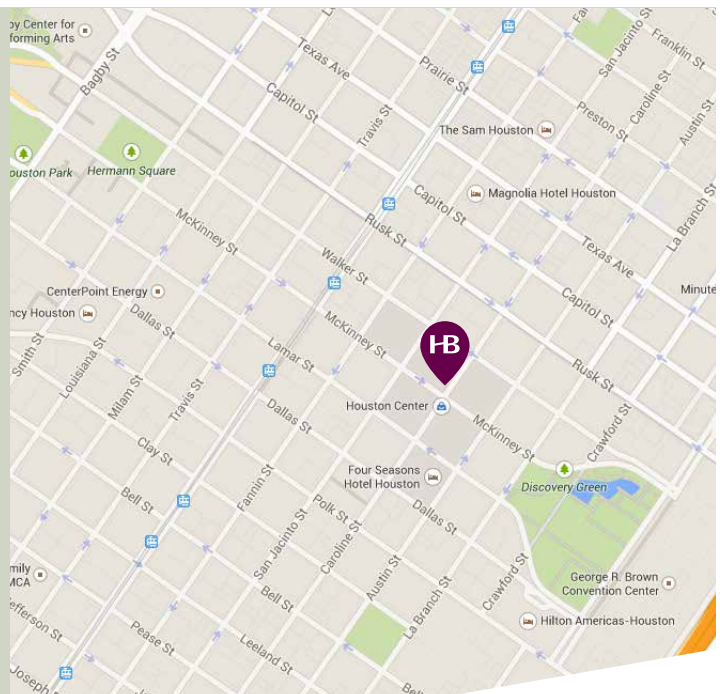 by Center for
forming Arts
Bagby St
Texas Ave
Prairie St
Capitol St
Travis St
San Jacinto St
Franklin St
Caroline St
Preston St
Austin St
The Sam Houston
ouston Park
Hermann Square
Magnolia Hotel Houston
La Branch St
McKinney St
Capitol St
Rusk St
Texas Ave
Walker St
CenterPoint Energy
Capitol St
Minute
ncy Houston
Dallas St
McKinney St
HB
Smith St
Louisiana St
Milam St
Travis St
Lamar St
Rusk St
Houston Center
Dallas St
McKinney St
Crawford St
Clay St
Four Seasons
Hotel Houston
Discovery Green
Bell St
Fannin St
Polk St
Dallas St
San Jacinto St
Caroline St
Austin St
La Branch St
Crawford St
mily
MCA
Bell St
George R. Brown
Convention Center
efferson St
Pease St
Leeland St
Hilton Americas-Houston
Joseph
Bell